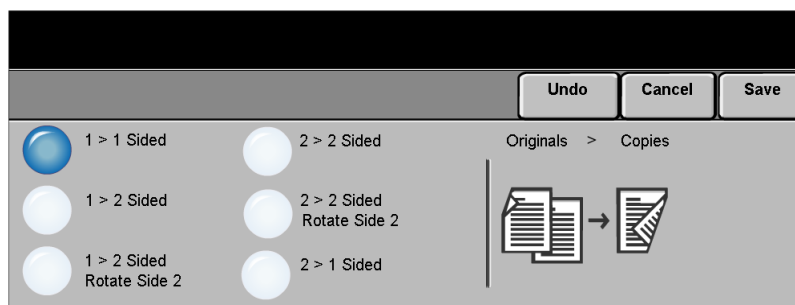 Undo Cancel Save
1 > 1 Sided 2 > 2 Sided Originals > Copies
1 > 2 Sided 2 > 2 Sided
Rotate Side 2
1 > 2 Sided 2 > 1 Sided
Rotate Side 2